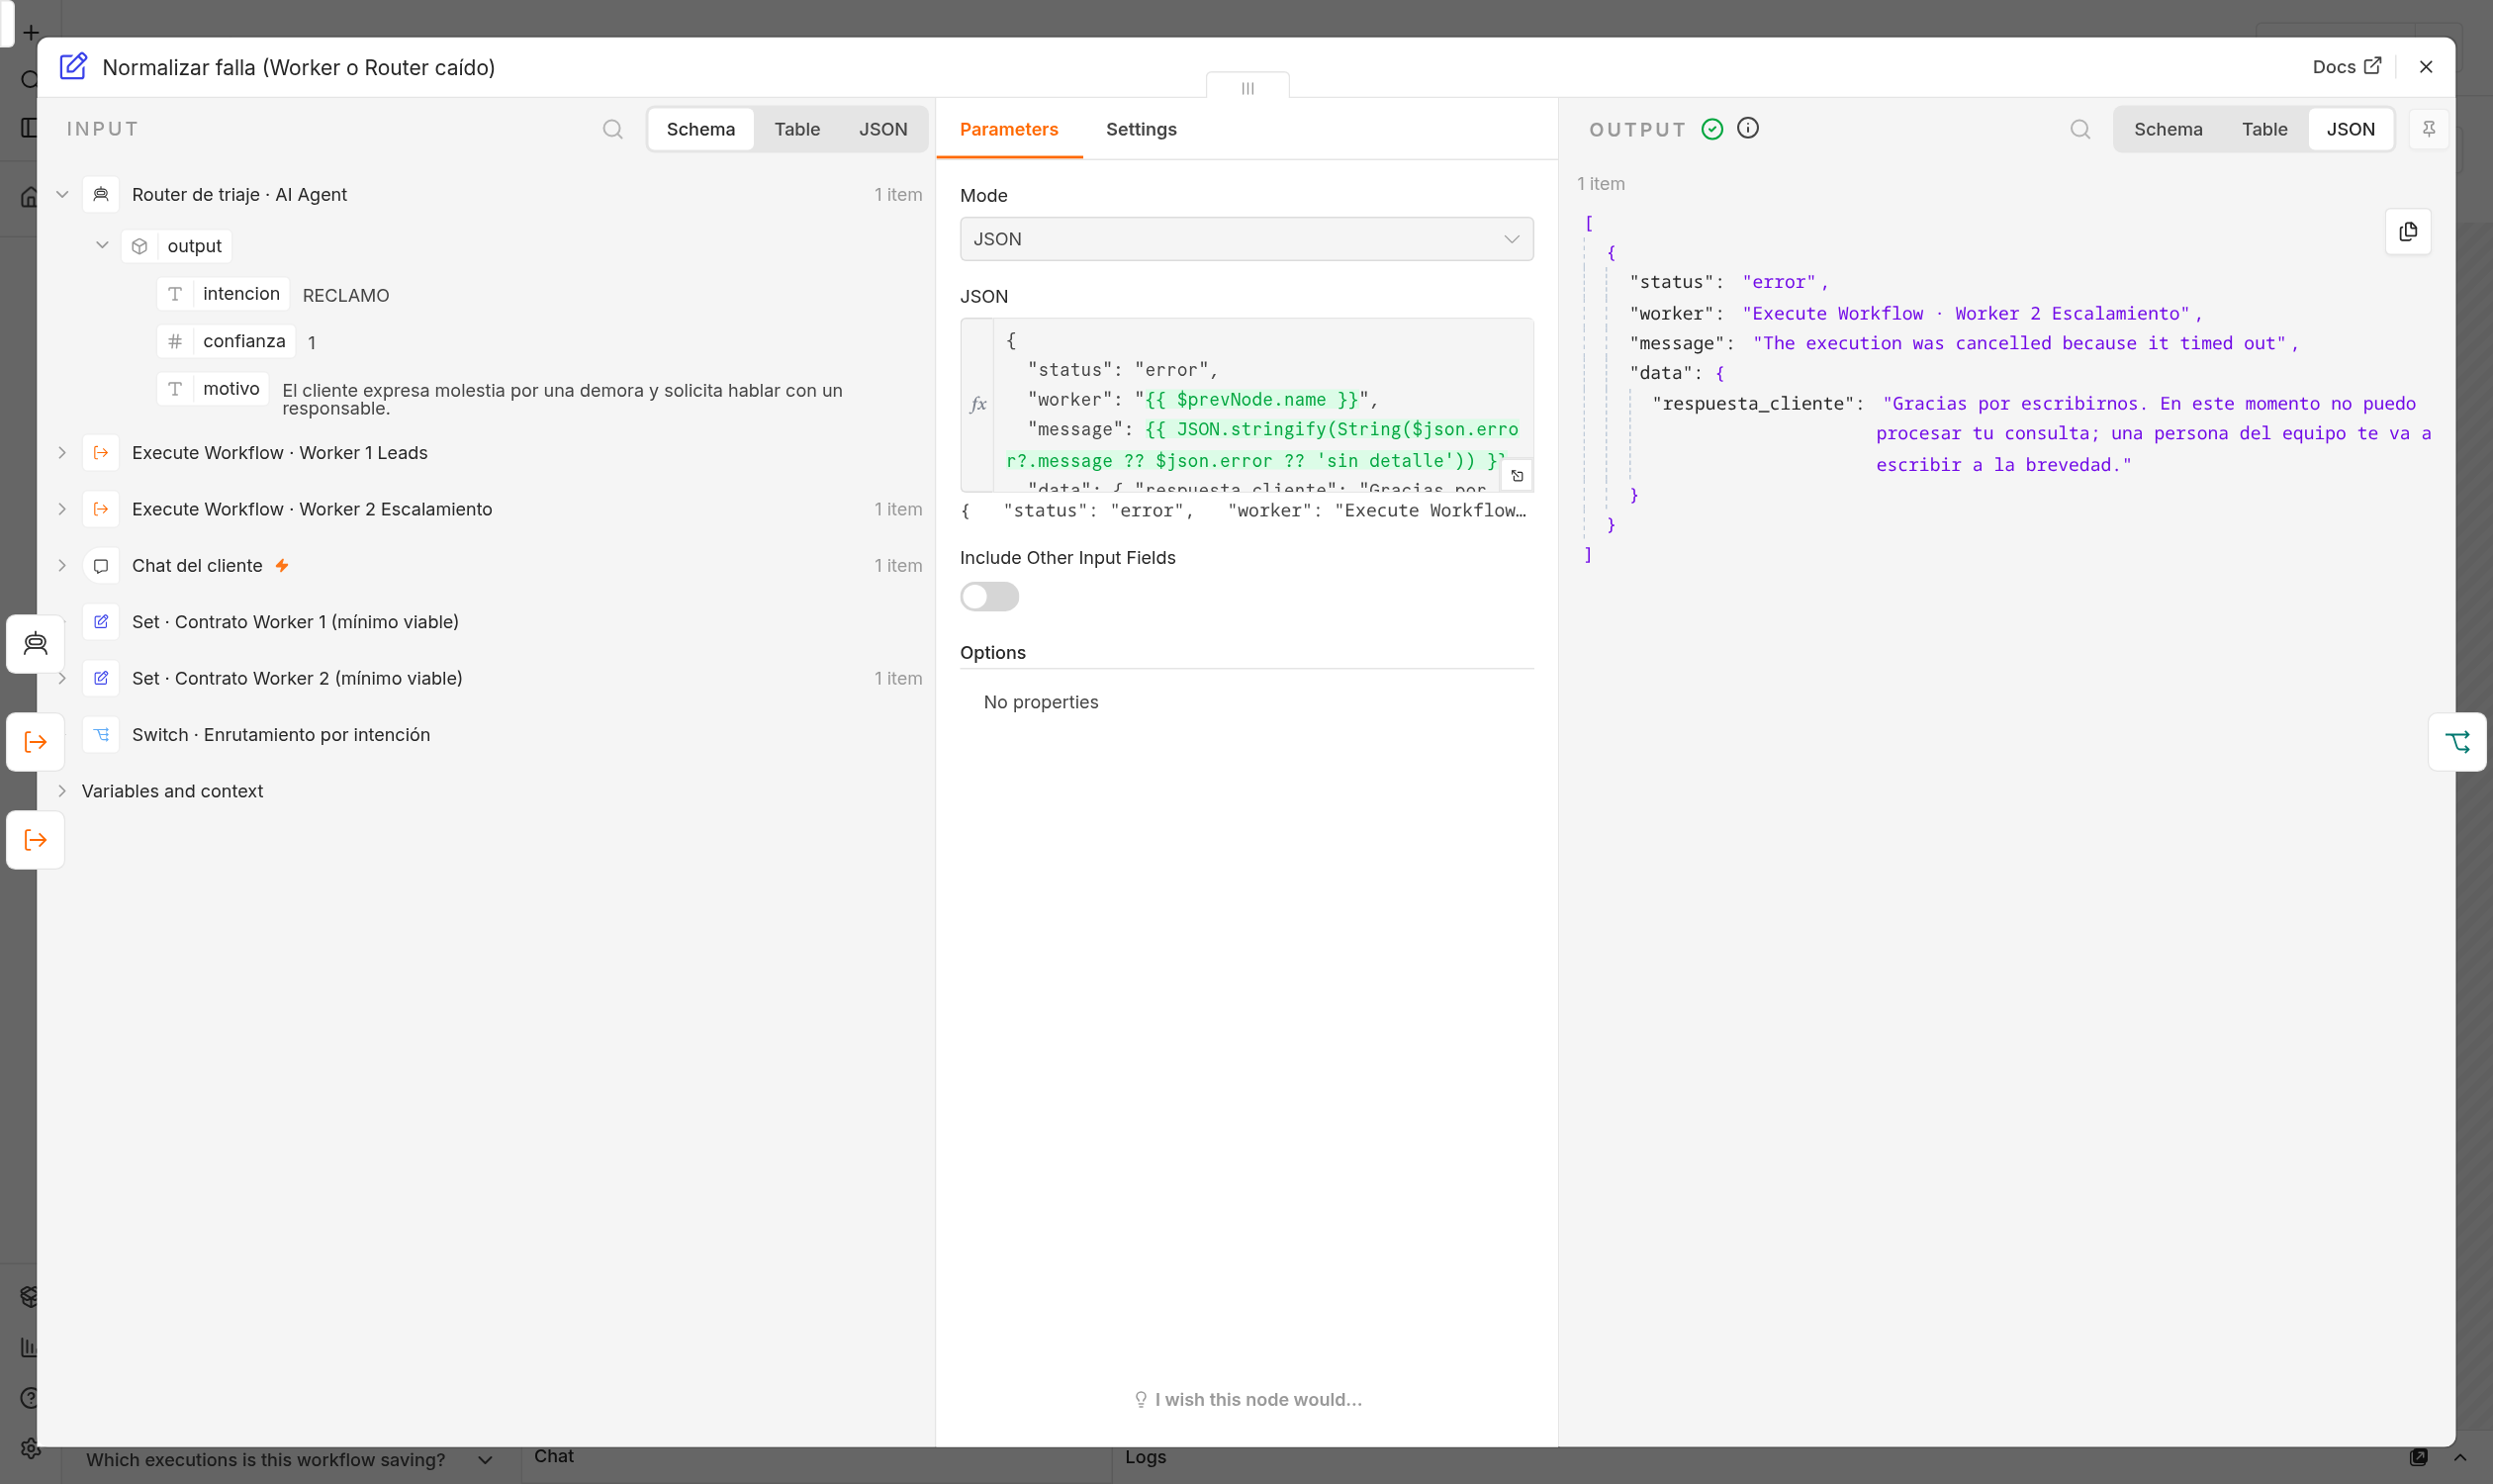 Normalizar falla (Worker o Router caído)
Docs
INPUT
Schema
Table
JSON
Router de triaje · AI Agent
1 item
output
intencion
RECLAMO
confianza
1
motivo
El cliente expresa molestia por una demora y solicita hablar con un
responsable.
Execute Workflow · Worker 1 Leads
Execute Workflow · Worker 2 Escalamiento
1 item
Chat del cliente
1 item
Set · Contrato Worker 1 (mínimo viable)
Set · Contrato Worker 2 (mínimo viable)
1 item
Switch · Enrutamiento por intención
Variables and context
Parameters
Settings
Mode
JSON
JSON
fx
{
"status": "error",
"worker": "{{ $prevNode.name }}",
"message": {{ JSON.stringify(String($json.erro
r?.message ?? $json.error ?? 'sin detalle')) }}
"data": { "respuesta_cliente": "Gracias por
{ "status": "error", "worker": "Execute Workflow…
Include Other Input Fields
Options
No properties
I wish this node would...
OUTPUT
Schema
Table
JSON
1 item
[
{
"status": "error",
"worker": "Execute Workflow · Worker 2 Escalamiento",
"message": "The execution was cancelled because it timed out",
"data": {
"respuesta_cliente": "Gracias por escribirnos. En este momento no puedo
procesar tu consulta; una persona del equipo te va a
escribir a la brevedad."
}
}
]
Which executions is this workflow saving?
Chat
Logs